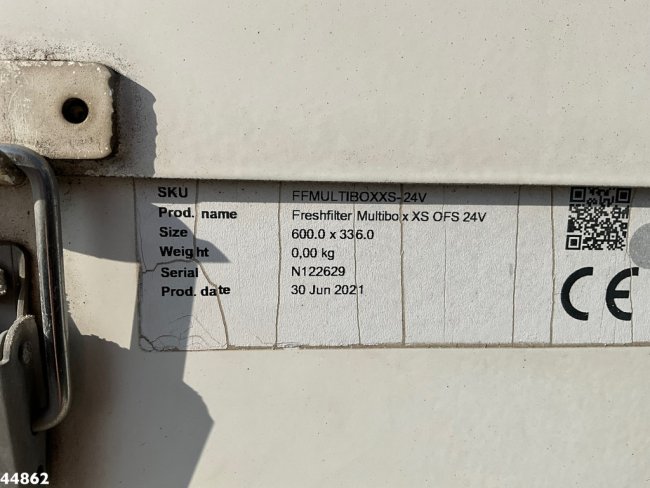 SKU FFMULTIBOXXS-24V
Prod. name Freshfilter Multibox XS OFS 24V
Size 600.0 x 336.0
Weight 0,00 kg
Serial N122629
Prod. date 30 Jun 2021
CE
44862